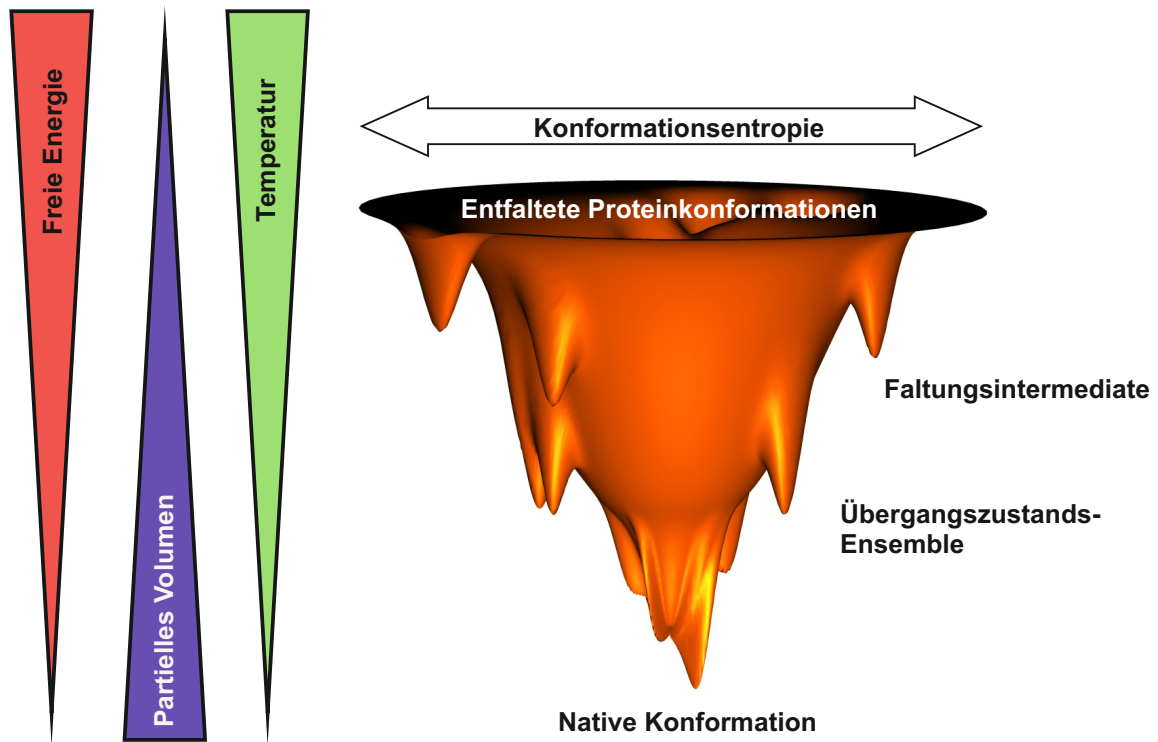 Freie Energie
Partielles Volumen
Temperatur
Konformationsentropie
Entfaltete Proteinkonformationen
Faltungsintermediate
Übergangszustands-
Ensemble
Native Konformation